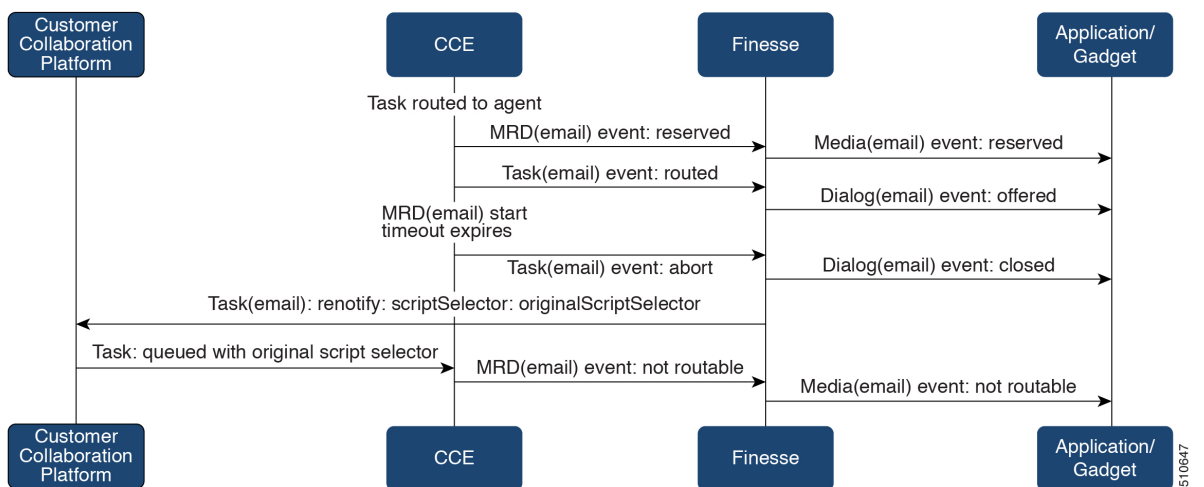 Customer
Collaboration
Platform
CCE
Finesse
Application/
Gadget
Task routed to agent
MRD(email) event: reserved
Media(email) event: reserved
Task(email) event: routed
Dialog(email) event: offered
MRD(email) start
timeout expires
Task(email) event: abort
Dialog(email) event: closed
Task(email): renotify: scriptSelector: originalScriptSelector
Task: queued with original script selector
MRD(email) event: not routable
Media(email) event: not routable
Customer
Collaboration
Platform
CCE
Finesse
Application/
Gadget
510647